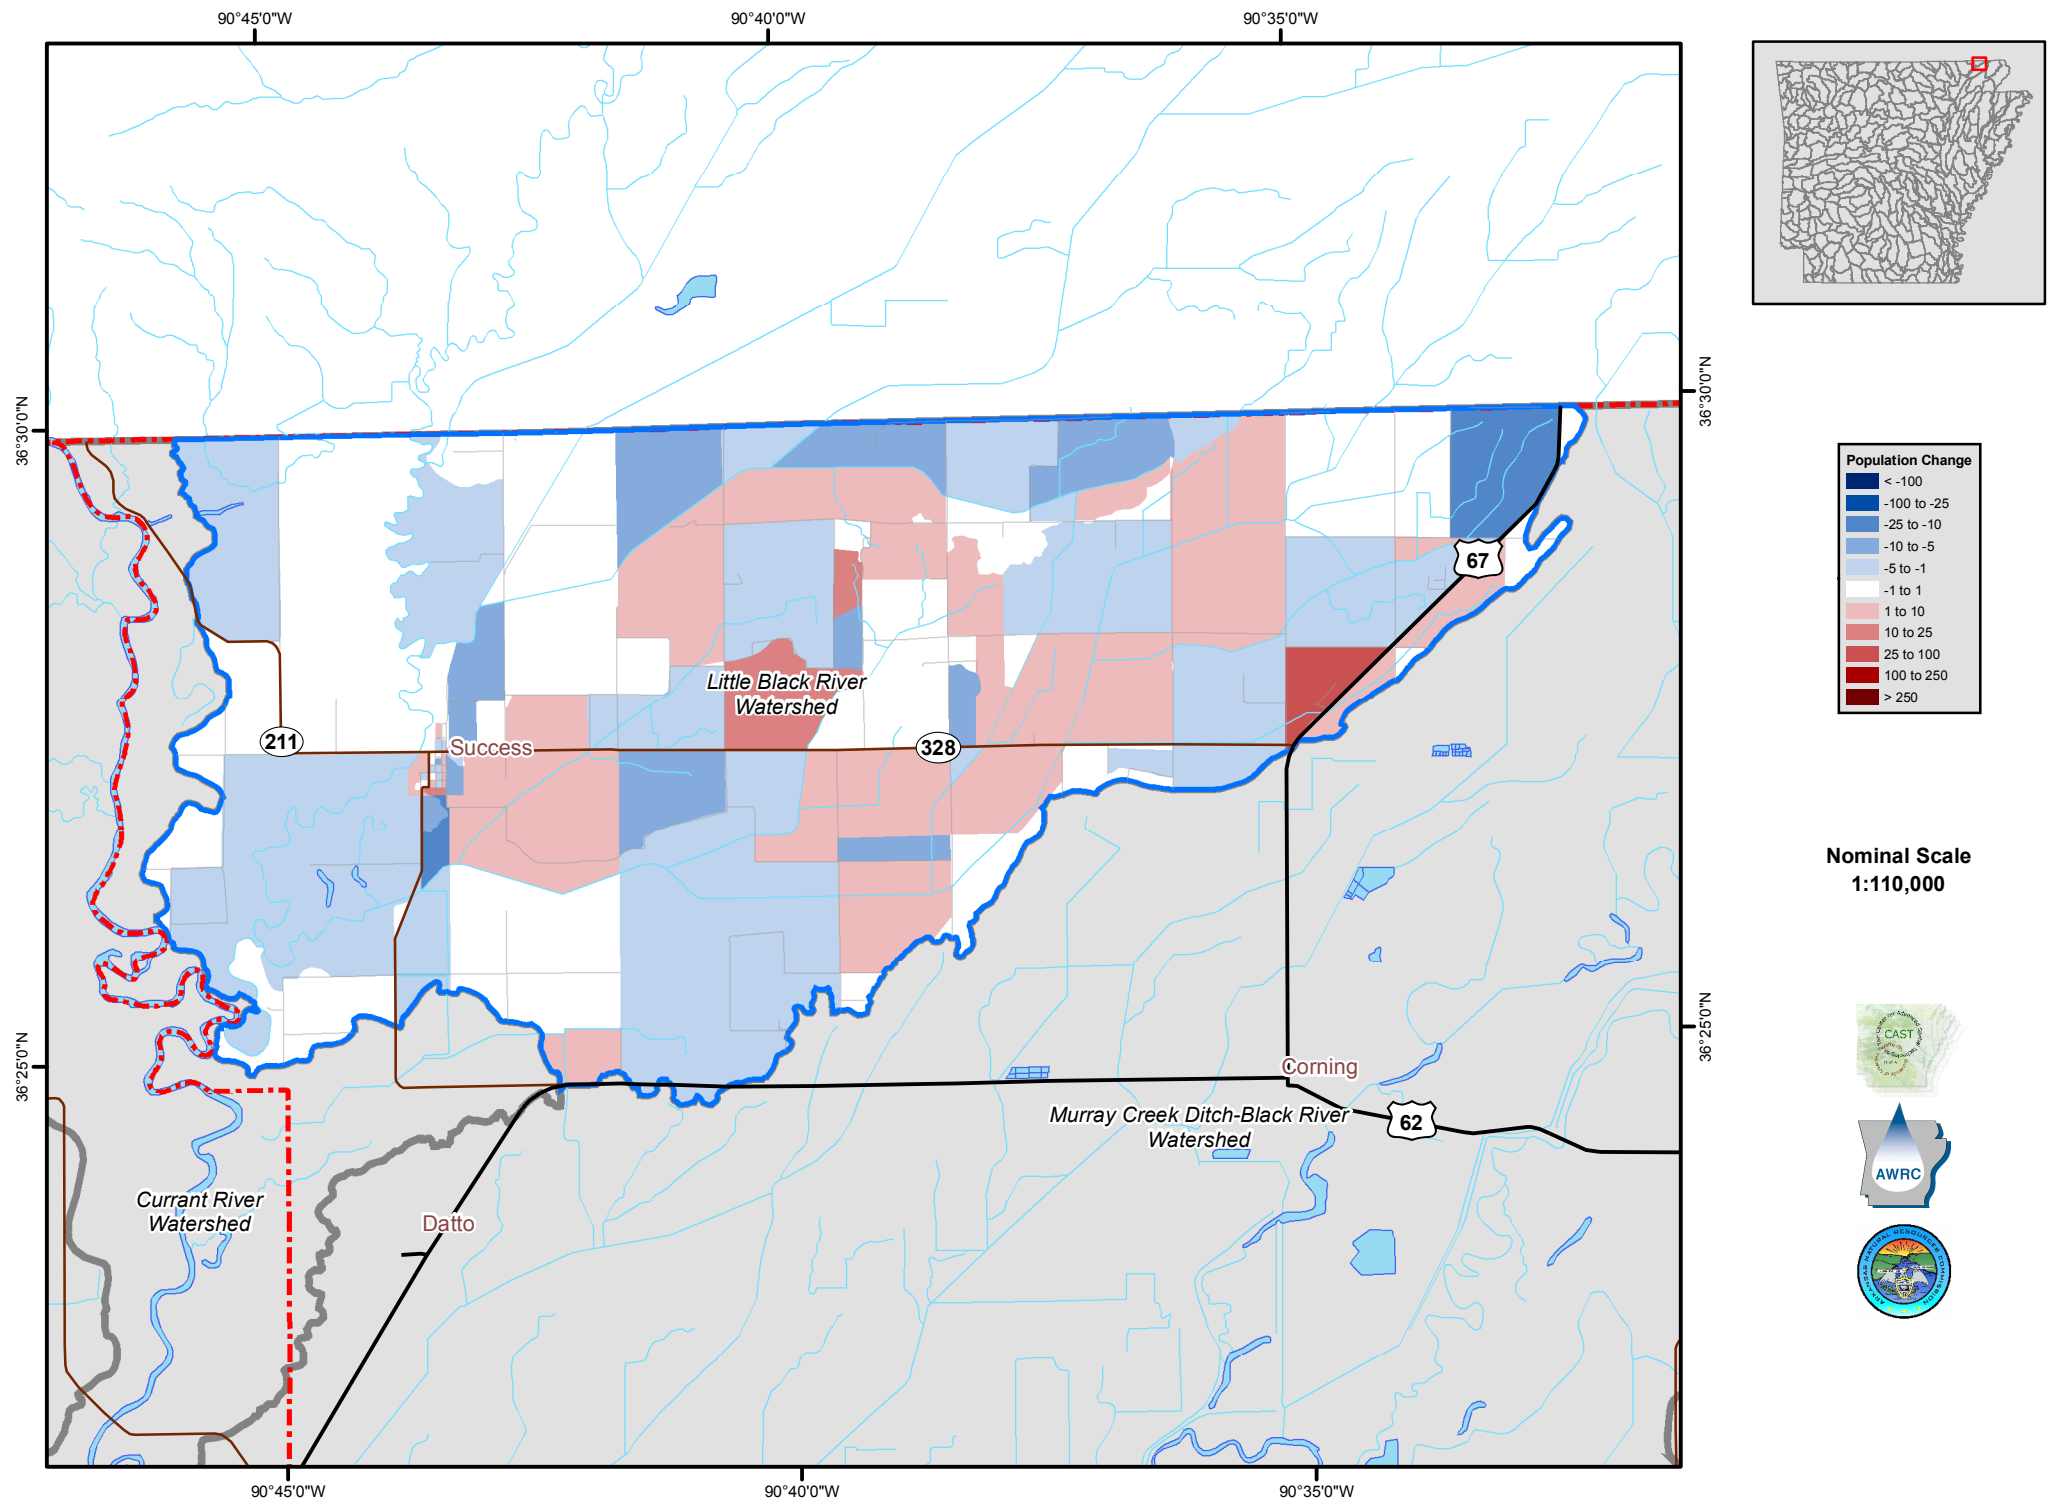 90°45'0"W
90°40'0"W
90°35'0"W
36°30'0"N
36°30'0"N
Population Change
< -100
-100 to -25
-25 to -10
-10 to -5
-5 to -1
-1 to 1
1 to 10
10 to 25
25 to 100
100 to 250
> 250
67
Little Black River
Watershed
211
Success
328
Nominal Scale
1:110,000
36°25'0"N
36°25'0"N
CAST
Corning
Murray Creek Ditch-Black River
Watershed
62
AWRC
Currant River
Watershed
Datto
ARKANSAS NATURAL RESOURCES COMMISSION
90°45'0"W
90°40'0"W
90°35'0"W